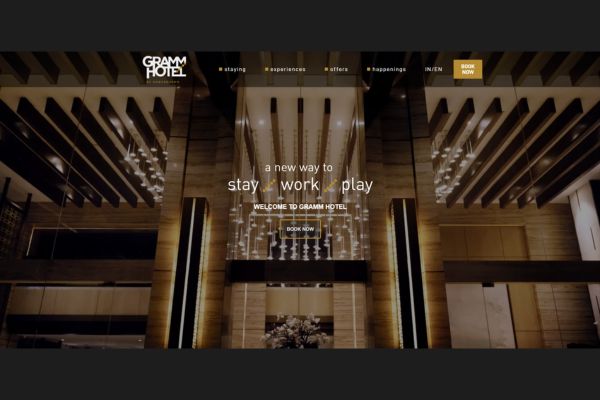 GRAMM
HOTEL
staying
experiences
offers
happenings
IN/EN
BOOK
NOW
a new way to
stay work play
WELCOME TO GRAMM HOTEL
BOOK NOW